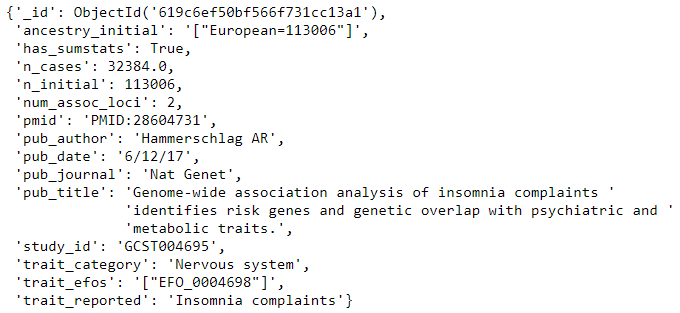 {'_id': ObjectId('619c6ef50bf566f731cc13a1'),
 'ancestry_initial': '["European=113006"]',
 'has_sumstats': True,
 'n_cases': 32384.0,
 'n_initial': 113006,
 'num_assoc_loci': 2,
 'pmid': 'PMID:28604731',
 'pub_author': 'Hammerschlag AR',
 'pub_date': '6/12/17',
 'pub_journal': 'Nat Genet',
 'pub_title': 'Genome-wide association analysis of insomnia complaints '
              'identifies risk genes and genetic overlap with psychiatric and '
              'metabolic traits.',
 'study_id': 'GCST004695',
 'trait_category': 'Nervous system',
 'trait_efos': '["EFO_0004698"]',
 'trait_reported': 'Insomnia complaints'}